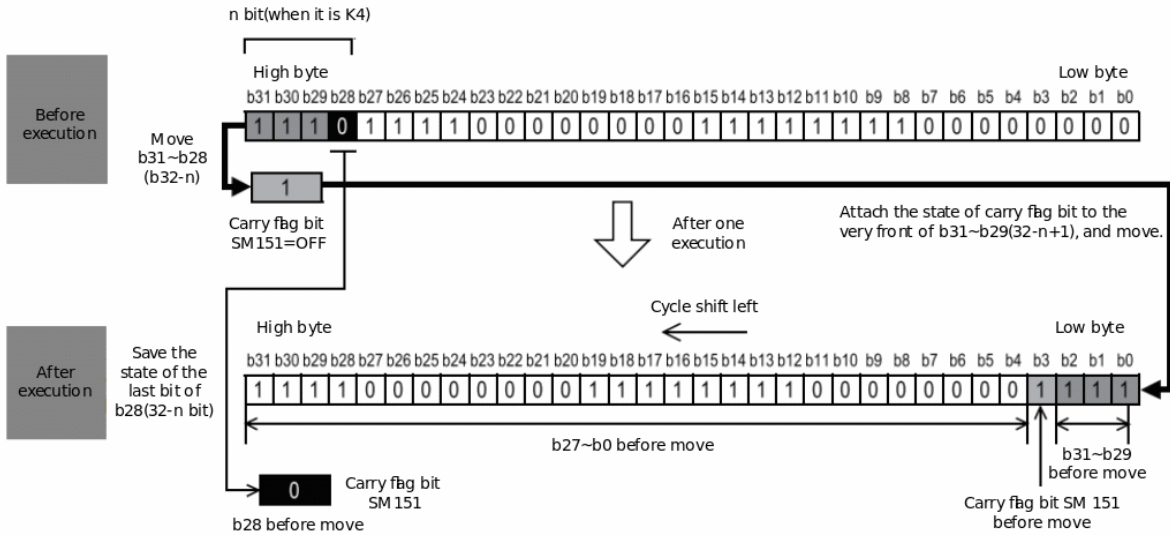 n bit(when it is K4)
High byte
Low byte
b31 b30 b29 b28 b27 b26 b25 b24 b23 b22 b21 b20 b19 b18 b17 b16 b15 b14 b13 b12 b11 b10 b9 b8 b7 b6 b5 b4 b3 b2 b1 b0
Before
execution
1 1 1 0 1 1 1 1 0 0 0 0 0 0 0 0 1 1 1 1 1 1 1 1 0 0 0 0 0 0 0 0
Move
b31~b28
(b32-n)
1
Carry flag bit
SM151=OFF
After one
execution
Attach the state of carry flag bit to the
very front of b31~b29(32-n+1), and move.
Cycle shift left
High byte
Low byte
b31 b30 b29 b28 b27 b26 b25 b24 b23 b22 b21 b20 b19 b18 b17 b16 b15 b14 b13 b12 b11 b10 b9 b8 b7 b6 b5 b4 b3 b2 b1 b0
After
execution
Save the
state of the
last bit of
b28(32-n bit)
1 1 1 1 0 0 0 0 0 0 0 0 1 1 1 1 1 1 1 1 0 0 0 0 0 0 0 0 1 1 1 1
b27~b0 before move
b31~b29
before move
0
Carry flag bit
SM151
b28 before move
Carry flag bit SM 151
before move